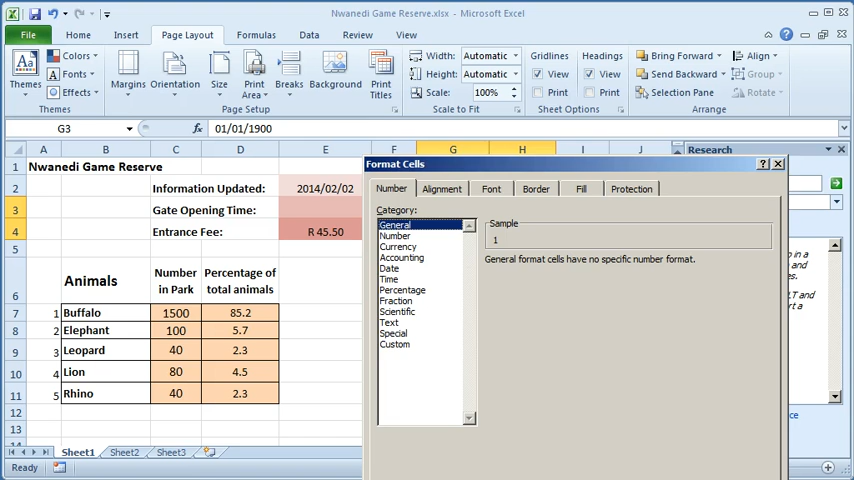 Nwanedi Game Reserve.xlsx - Microsoft Excel
File Home Insert Page Layout Formulas Data Review View
Colors
Fonts
Effects
Themes
Margins Orientation Size Print Area Breaks Background Print Titles
Width: Automatic
Height: Automatic
Scale: 100%
Gridlines Headings
View View
Print Print
Bring Forward Align
Send Backward Group
Selection Pane Rotate
Themes Page Setup Scale to Fit Sheet Options Arrange
G3 fx 01/01/1900
A B C D E F G H I J
Research
1 Nwanedi Game Reserve
2 Information Updated: 2014/02/02
3 Gate Opening Time:
4 Entrance Fee: R 45.50
5
6 Animals Number in Park Percentage of total animals
7 1 Buffalo 1500 85.2
8 2 Elephant 100 5.7
9 3 Leopard 40 2.3
10 4 Lion 80 4.5
11 5 Rhino 40 2.3
12
13
14
Sheet1 Sheet2 Sheet3
Ready
Format Cells
Number Alignment Font Border Fill Protection
Category:
General
Number
Currency
Accounting
Date
Time
Percentage
Fraction
Scientific
Text
Special
Custom
Sample
1
General format cells have no specific number format.